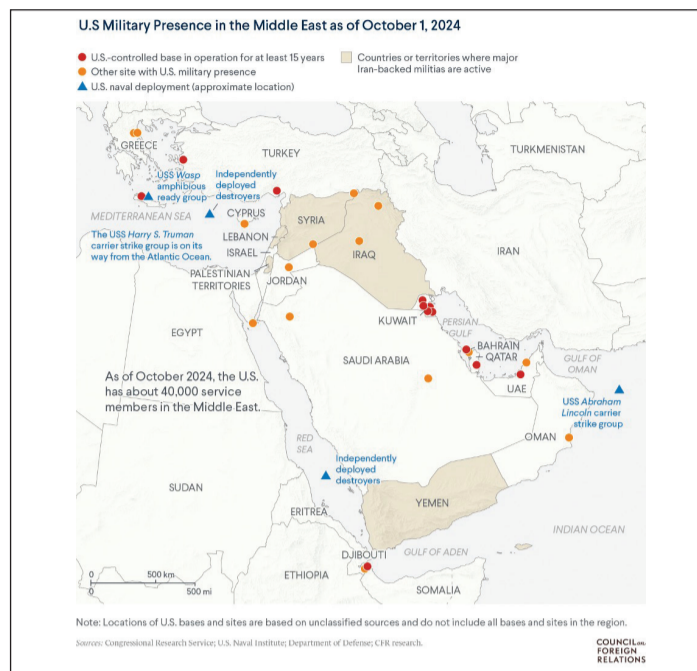 U.S Military Presence in the Middle East as of October 1, 2024
U.S.-controlled base in operation for at least 15 years
Other site with U.S. military presence
U.S. naval deployment (approximate location)
Countries or territories where major
Iran-backed militias are active
GREECE
TURKEY
TURKMENISTAN
USS Wasp
amphibious
ready group
Independently
deployed
destroyers
MEDITERRANEAN SEA
CYPRUS
SYRIA
The USS Harry S. Truman
carrier strike group is on its
way from the Atlantic Ocean.
LEBANON
ISRAEL
IRAQ
IRAN
PALESTINIAN
TERRITORIES
JORDAN
KUWAIT
PERSIAN
GULF
EGYPT
BAHRAIN
QATAR
SAUDI ARABIA
GULF OF
OMAN
UAE
As of October 2024, the U.S.
has about 40,000 service
members in the Middle East.
USS Abraham
Lincoln carrier
strike group
OMAN
RED
SEA
Independently
deployed
destroyers
SUDAN
ERITREA
YEMEN
INDIAN OCEAN
DJIBOUTI
GULF OF ADEN
ETHIOPIA
SOMALIA
0 500 km
0 500 mi
Note: Locations of U.S. bases and sites are based on unclassified sources and do not include all bases and sites in the region.
Sources: Congressional Research Service; U.S. Naval Institute; Department of Defense; CFR research.
COUNCIL on
FOREIGN
RELATIONS